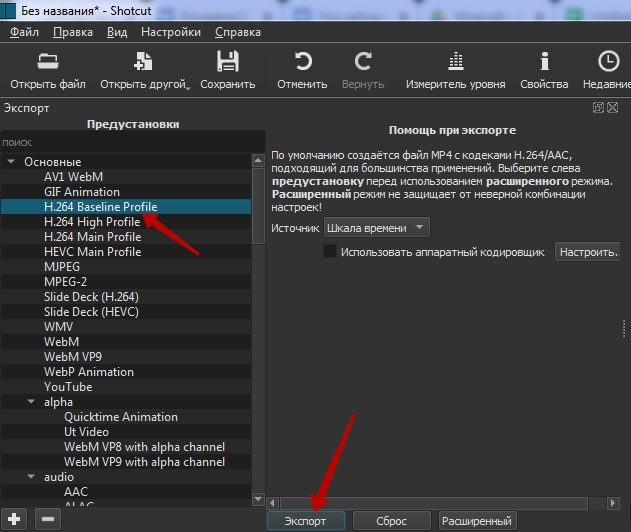 Без названия* - Shotcut
Файл Правка Вид Настройки Справка
Открыть файл Открыть другой Сохранить Отменить Вернуть Измеритель уровня Свойства Недавние
Экспорт
Предустановки
поиск
Основные
AV1 WebM
GIF Animation
H.264 Baseline Profile
H.264 High Profile
H.264 Main Profile
HEVC Main Profile
MJPEG
MPEG-2
Slide Deck (H.264)
Slide Deck (HEVC)
WMV
WebM
WebM VP9
WebP Animation
YouTube
alpha
Quicktime Animation
Ut Video
WebM VP8 with alpha channel
WebM VP9 with alpha channel
audio
AAC
ALAC
Помощь при экспорте
По умолчанию создаётся файл MP4 с кодеками H.264/AAC,
подходящий для большинства применений. Выберите слева
предустановку перед использованием расширенного режима.
Расширенный режим не защищает от неверной комбинации
настроек!
Источник Шкала времени
Использовать аппаратный кодировщик Настроить.
Экспорт Сброс Расширенный